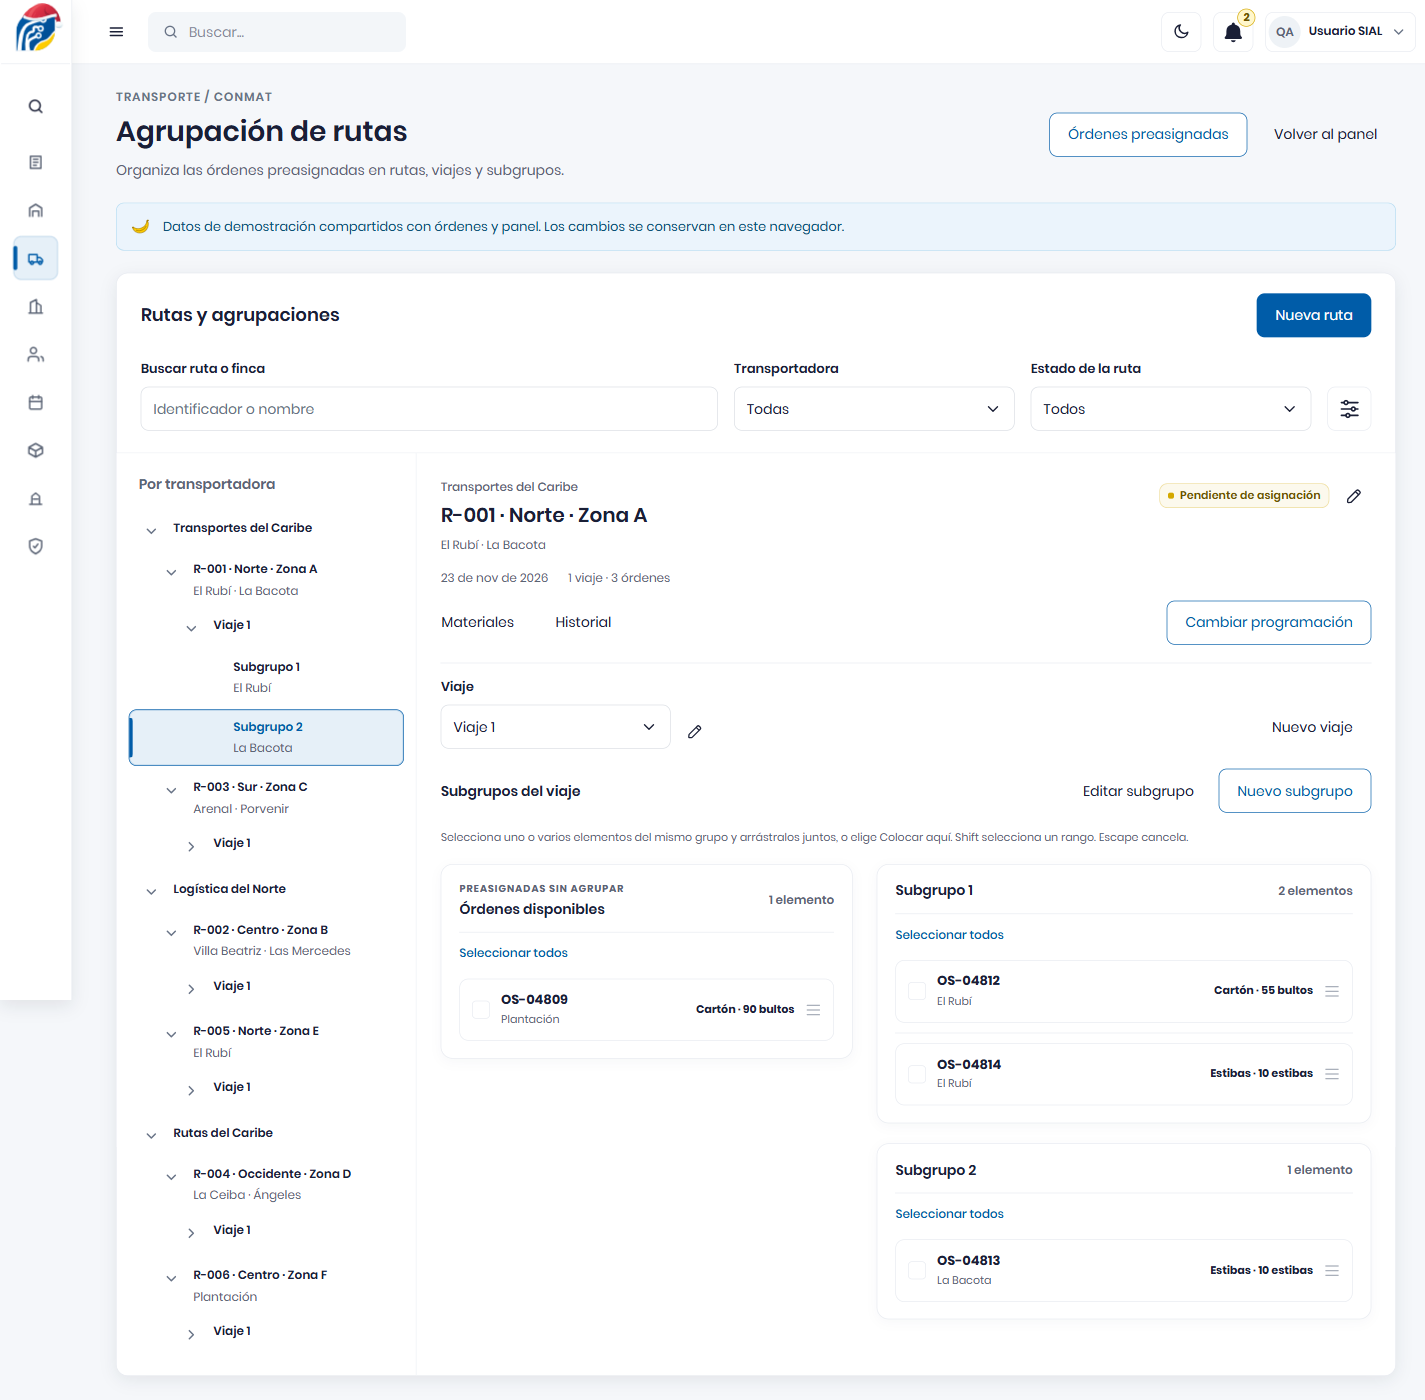 Buscar...
2
QA
Usuario SIAL
TRANSPORTE / CONMAT
Agrupación de rutas
Organiza las órdenes preasignadas en rutas, viajes y subgrupos.
Órdenes preasignadas
Volver al panel
Datos de demostración compartidos con órdenes y panel. Los cambios se conservan en este navegador.
Rutas y agrupaciones
Nueva ruta
Buscar ruta o finca
Identificador o nombre
Transportadora
Todas
Estado de la ruta
Todos
Por transportadora
Transportes del Caribe
R-001 · Norte · Zona A
El Rubí · La Bacota
Viaje 1
Subgrupo 1
El Rubí
Subgrupo 2
La Bacota
R-003 · Sur · Zona C
Arenal · Porvenir
Viaje 1
Logística del Norte
R-002 · Centro · Zona B
Villa Beatriz · Las Mercedes
Viaje 1
R-005 · Norte · Zona E
El Rubí
Viaje 1
Rutas del Caribe
R-004 · Occidente · Zona D
La Ceiba · Ángeles
Viaje 1
R-006 · Centro · Zona F
Plantación
Viaje 1
Transportes del Caribe
R-001 · Norte · Zona A
El Rubí · La Bacota
23 de nov de 2026
1 viaje · 3 órdenes
Pendiente de asignación
Materiales
Historial
Cambiar programación
Viaje
Viaje 1
Nuevo viaje
Subgrupos del viaje
Editar subgrupo
Nuevo subgrupo
Selecciona uno o varios elementos del mismo grupo y arrástralos juntos, o elige Colocar aquí. Shift selecciona un rango. Escape cancela.
PREASIGNADAS SIN AGRUPAR
Órdenes disponibles
1 elemento
Seleccionar todos
OS-04809
Plantación
Cartón · 90 bultos
Subgrupo 1
2 elementos
Seleccionar todos
OS-04812
El Rubí
Cartón · 55 bultos
OS-04814
El Rubí
Estibas · 10 estibas
Subgrupo 2
1 elemento
Seleccionar todos
OS-04813
La Bacota
Estibas · 10 estibas